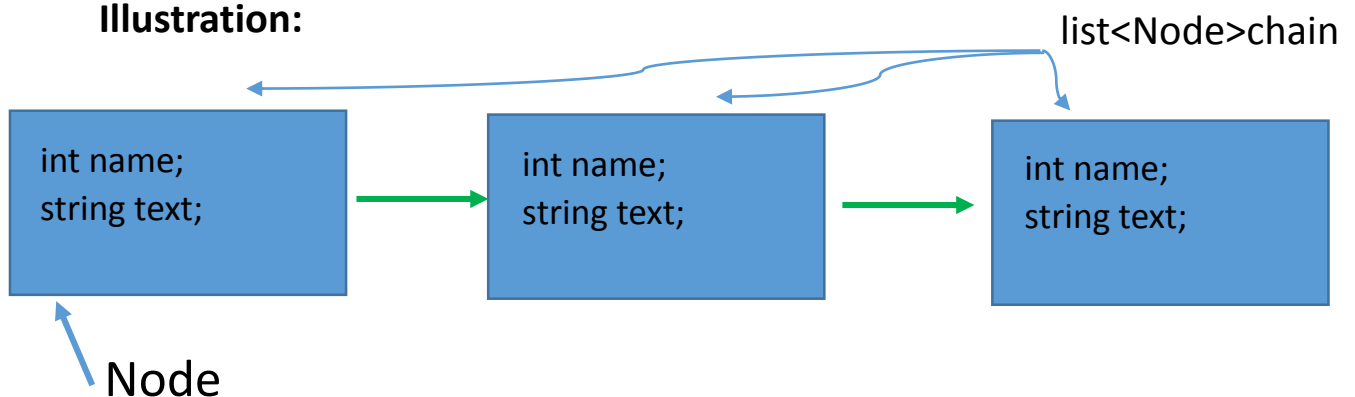 Illustration:
list<Node>chain
int name;
string text;
int name;
string text;
int name;
string text;
Node